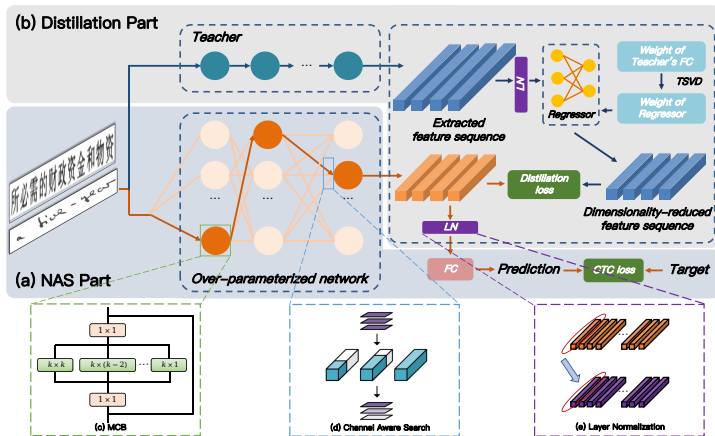 (b) Distillation Part
Teacher
...
LN
Extracted
feature sequence
Regressor
Weight of
Teacher's FC
TSVD
Weight of
Regressor
所必需的财政资金和物资
a five-year
...
...
...
Distillation
loss
Dimensionality-reduced
feature sequence
LN
(a) NAS Part
Over-parameterized network
FC
Prediction
CTC loss
Target
1×1
k×k
k×(k−2)
...
k×1
1×1
(c) MCB
(d) Channel Aware Search
...
...
(e) Layer Normalization